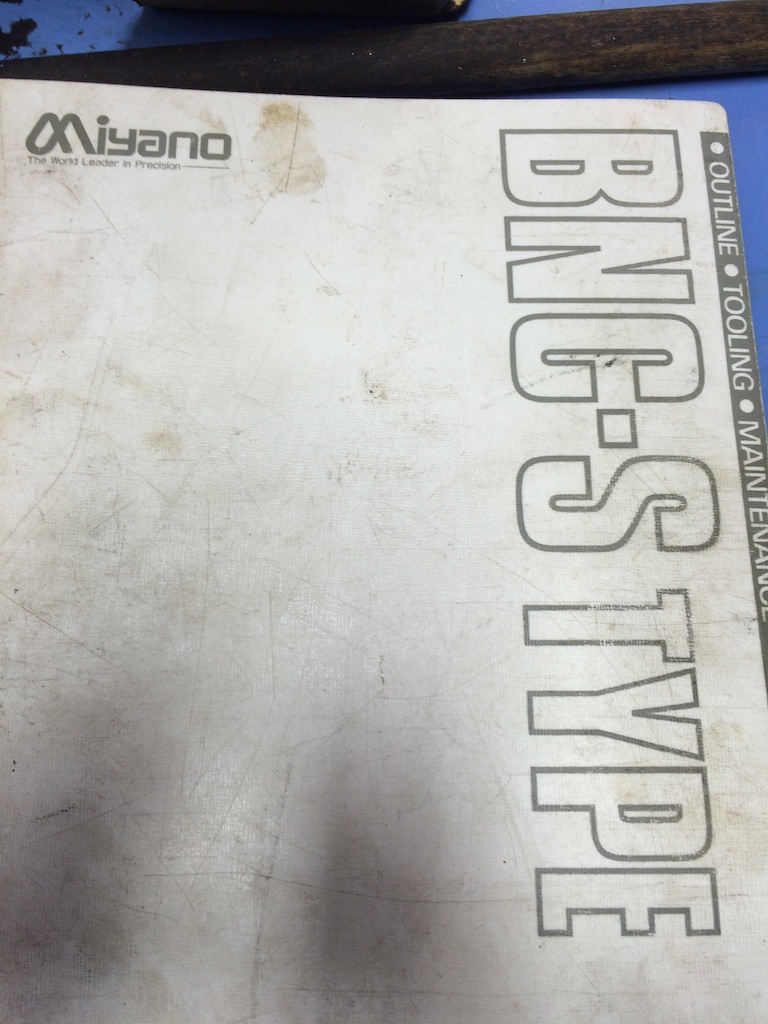 Miyano
The World Leader in Precision
BNC·S TYPE
• OUTLINE • TOOLING • MAINTENANCE